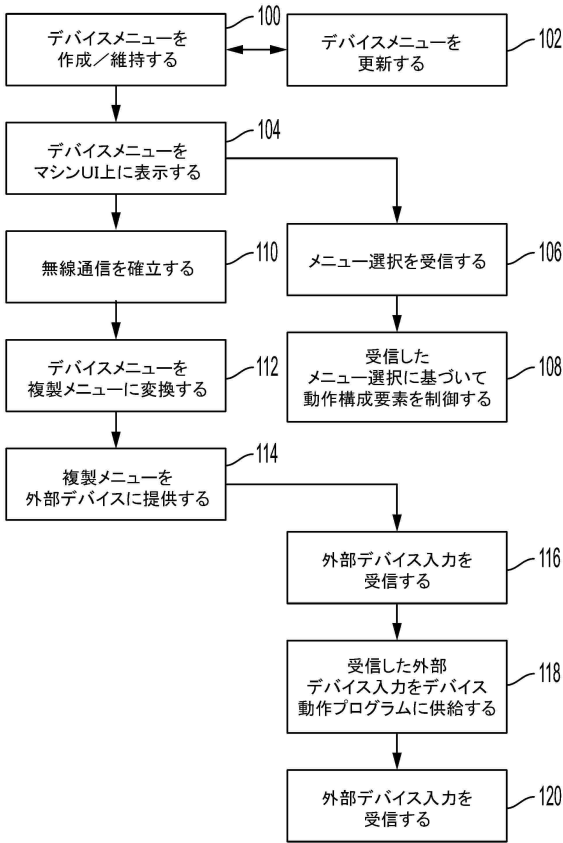 100
デバイスメニューを
作成／維持する
102
デバイスメニューを
更新する
104
デバイスメニューを
マシンUI上に表示する
110
無線通信を確立する
106
メニュー選択を受信する
112
デバイスメニューを
複製メニューに変換する
108
受信した
メニュー選択に基づいて
動作構成要素を制御する
114
複製メニューを
外部デバイスに提供する
116
外部デバイス入力を
受信する
118
受信した外部
デバイス入力をデバイス
動作プログラムに供給する
120
外部デバイス入力を
受信する